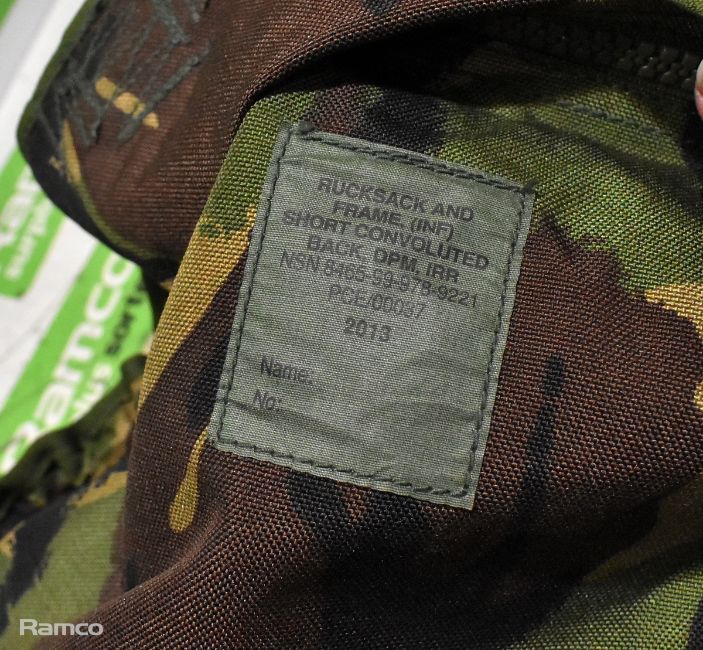 RUCKSACK AND
FRAME, (INF)
SHORT CONVOLUTED
BACK, DPM, IRR
NSN 8465-99-978-9221
PCE/00037
2013
Name:
No:
Ramco
Ramco